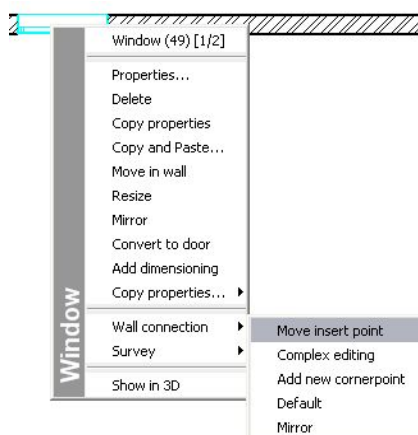 Window (49) [1/2]
Properties...
Delete
Copy properties
Copy and Paste...
Move in wall
Resize
Mirror
Convert to door
Add dimensioning
Copy properties...
Wall connection
Survey
Show in 3D
Window
Move insert point
Complex editing
Add new cornerpoint
Default
Mirror